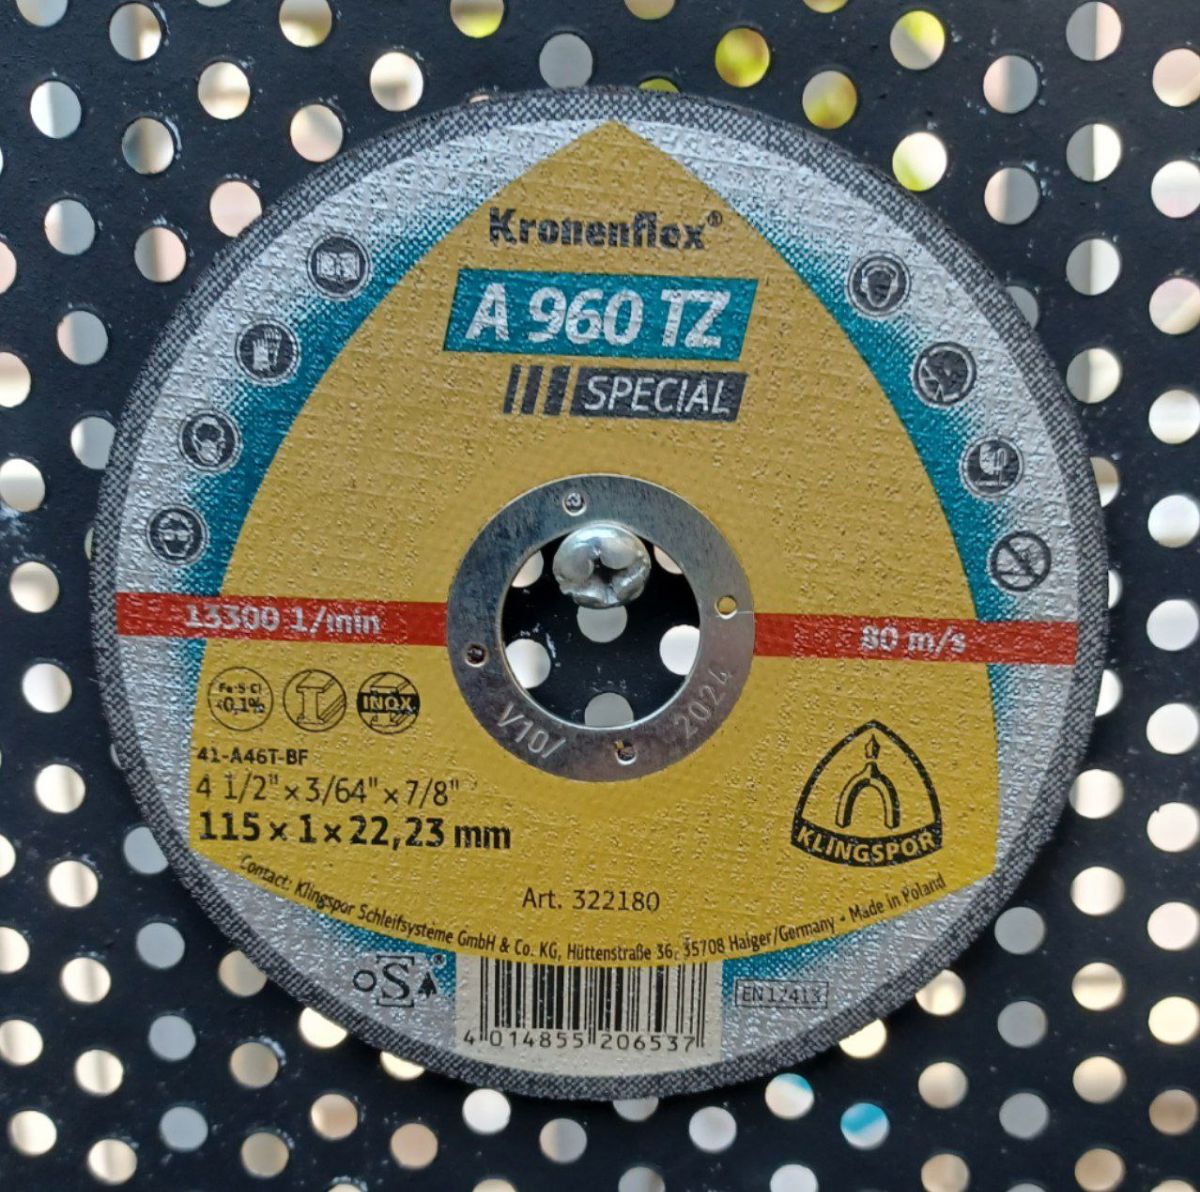 Kronenflex®
A 960 TZ
SPECIAL
13300 1/min
80 m/s
Fe-S-Cl
<0,1%
INOX
V10/ 2024
41-A46T-BF
4 1/2" x 3/64" x 7/8"
115 x 1 x 22,23 mm
KLINGSPOR
Art. 322180
Contact: Klingspor Schleifsysteme GmbH & Co. KG, Hüttenstraße 36, 35708 Haiger/Germany • Made in Poland
oSA®
EN12413
4 014855 206537